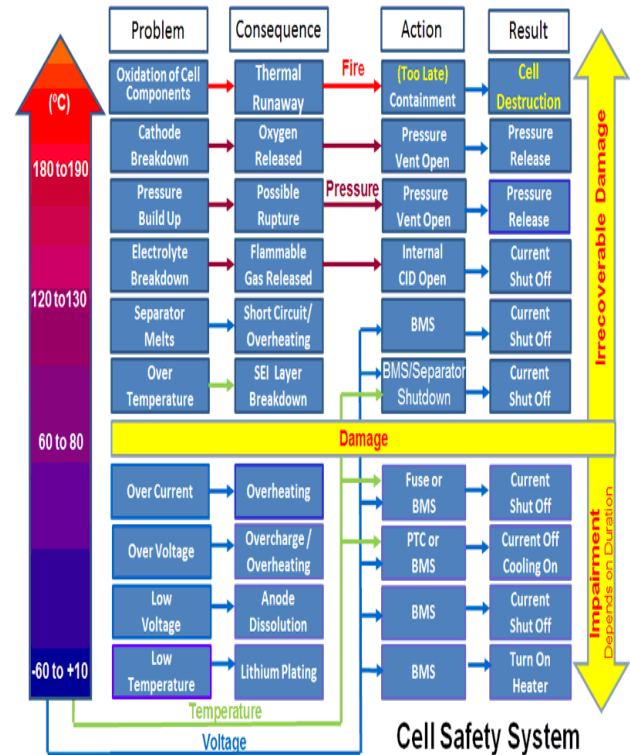 Problem
Consequence
Action
Result
(ºC)
180 to190
120 to130
60 to 80
-60 to +10
Oxidation of Cell
Components
Thermal
Runaway
Fire
(Too Late)
Containment
Cell
Destruction
Cathode
Breakdown
Oxygen
Released
Pressure
Vent Open
Pressure
Release
Pressure
Build Up
Possible
Rupture
Pressure
Pressure
Vent Open
Pressure
Release
Electrolyte
Breakdown
Flammable
Gas Released
Internal
CID Open
Current
Shut Off
Separator
Melts
Short Circuit/
Overheating
BMS
Current
Shut Off
Over
Temperature
SEI Layer
Breakdown
BMS/Separator
Shutdown
Current
Shut Off
Irrecoverable Damage
Damage
Over Current
Overheating
Fuse or
BMS
Current
Shut Off
Over Voltage
Overcharge /
Overheating
PTC or
BMS
Current Off
Cooling On
Low
Voltage
Anode
Dissolution
BMS
Current
Shut Off
Low
Temperature
Lithium Plating
BMS
Turn On
Heater
Impairment
Depends on Duration
Temperature
Voltage
Cell Safety System